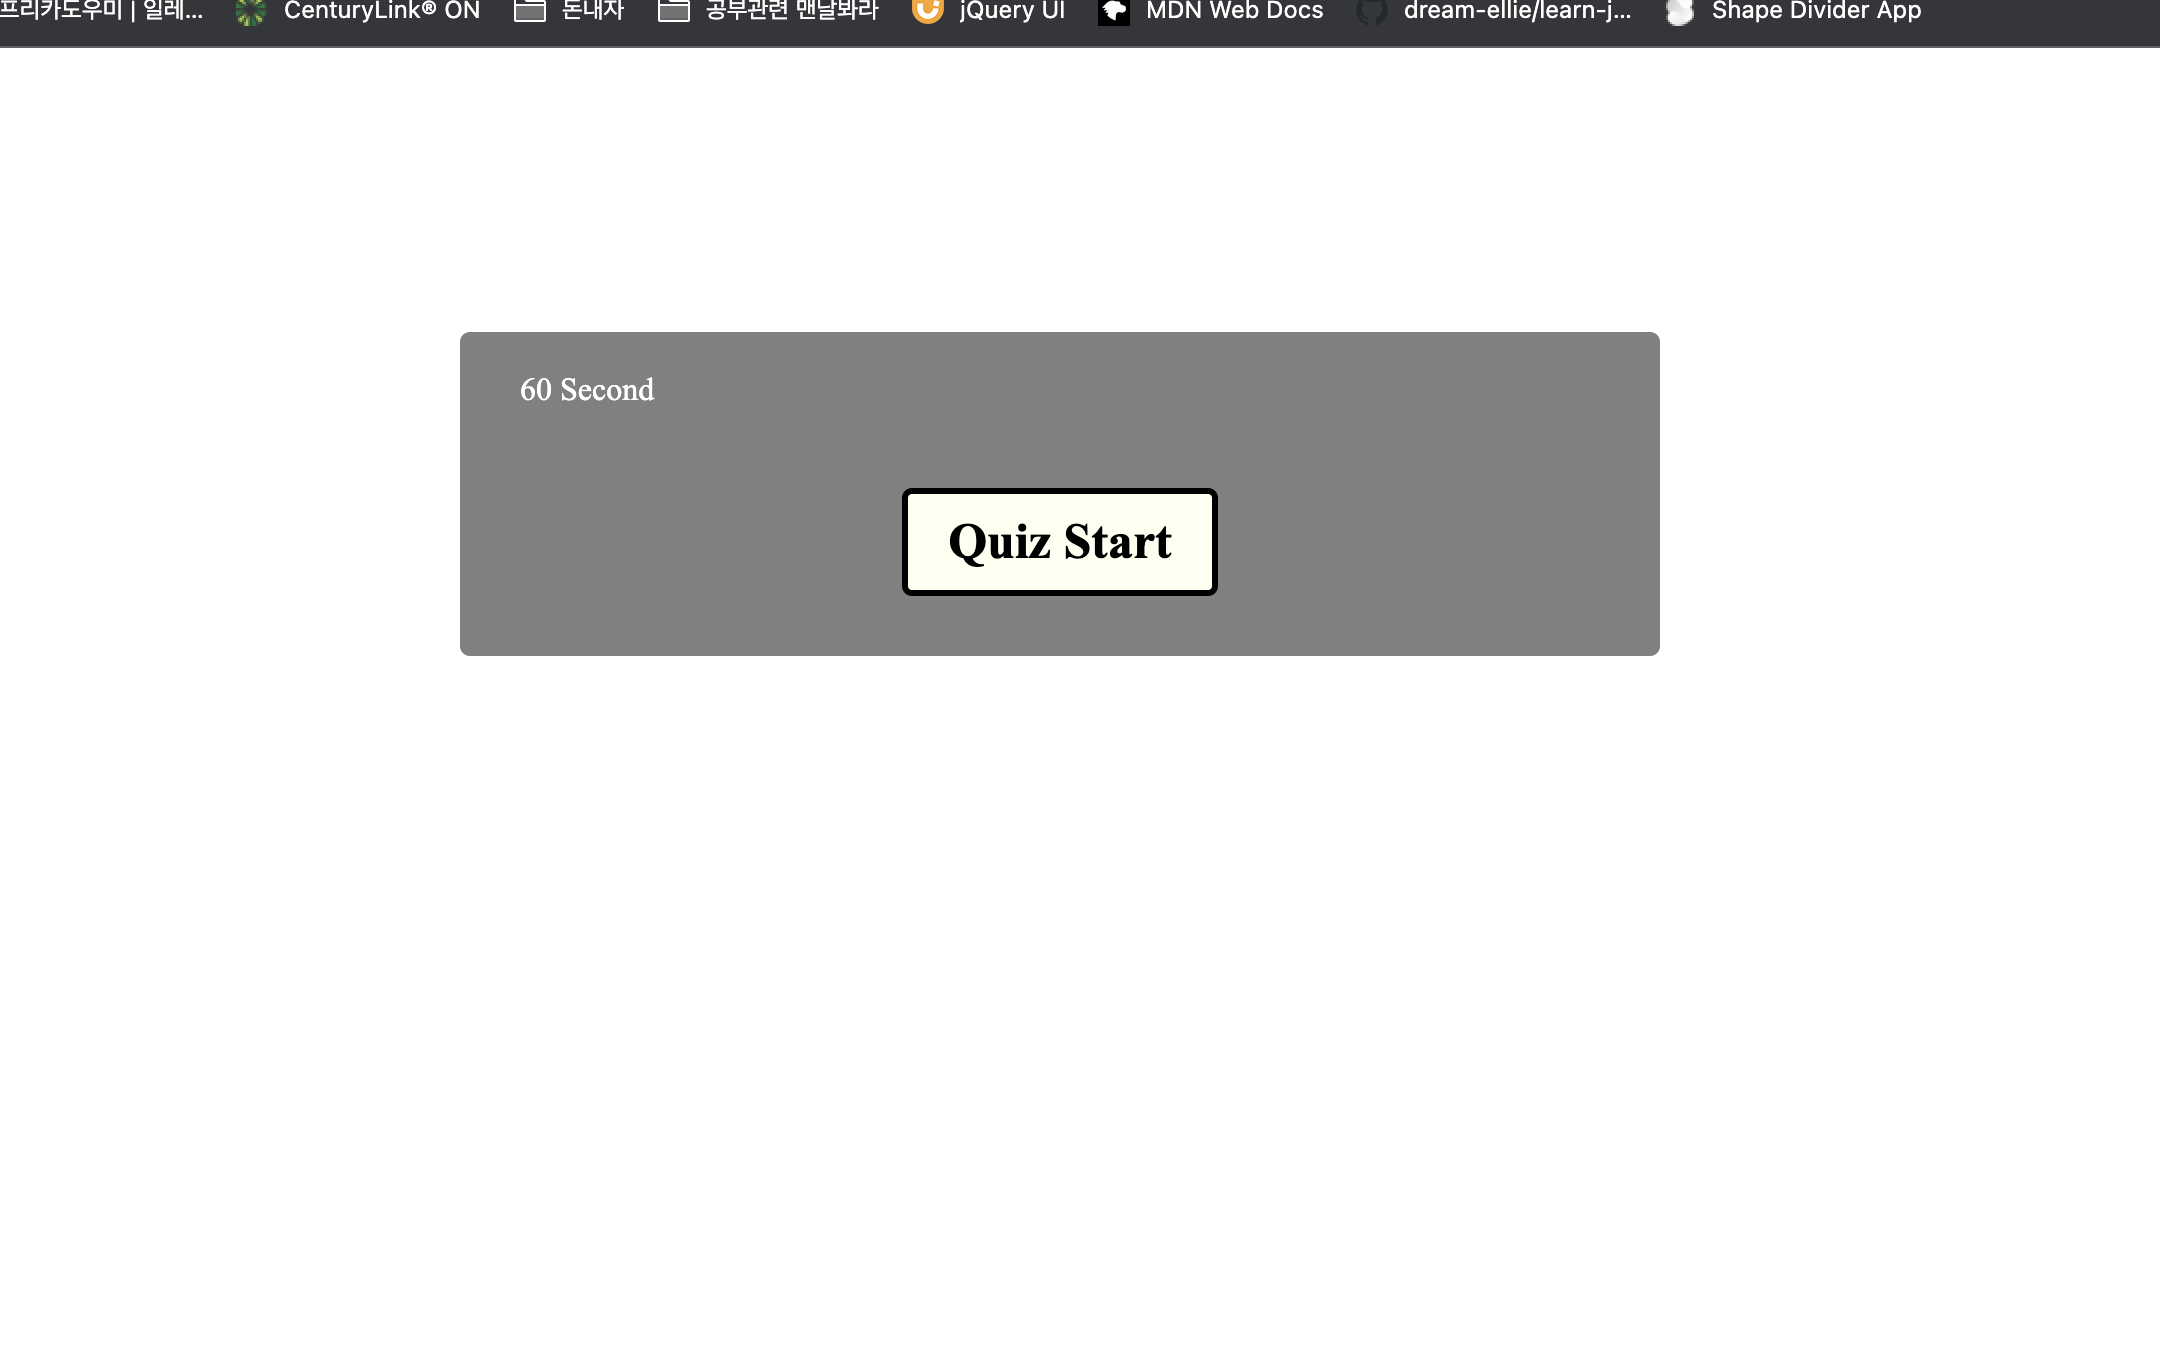 프리카도우미 | 일레... CenturyLink® ON 돈내자 공부관련 맨날봐라 jQuery UI MDN Web Docs dream-ellie/learn-j... Shape Divider App
60 Second
Quiz Start